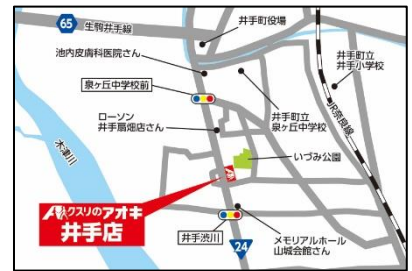 65
生駒井手線
井手町役場
池内皮膚科医院さん
井手町立
井手小学校
泉ヶ丘中学校前
JR奈良線
ローソン
井手扇畑店さん
井手町立
泉ヶ丘中学校
木津川
いづみ公園
クスリのアオキ
井手店
井手渋川
24
メモリアルホール
山城会館さん